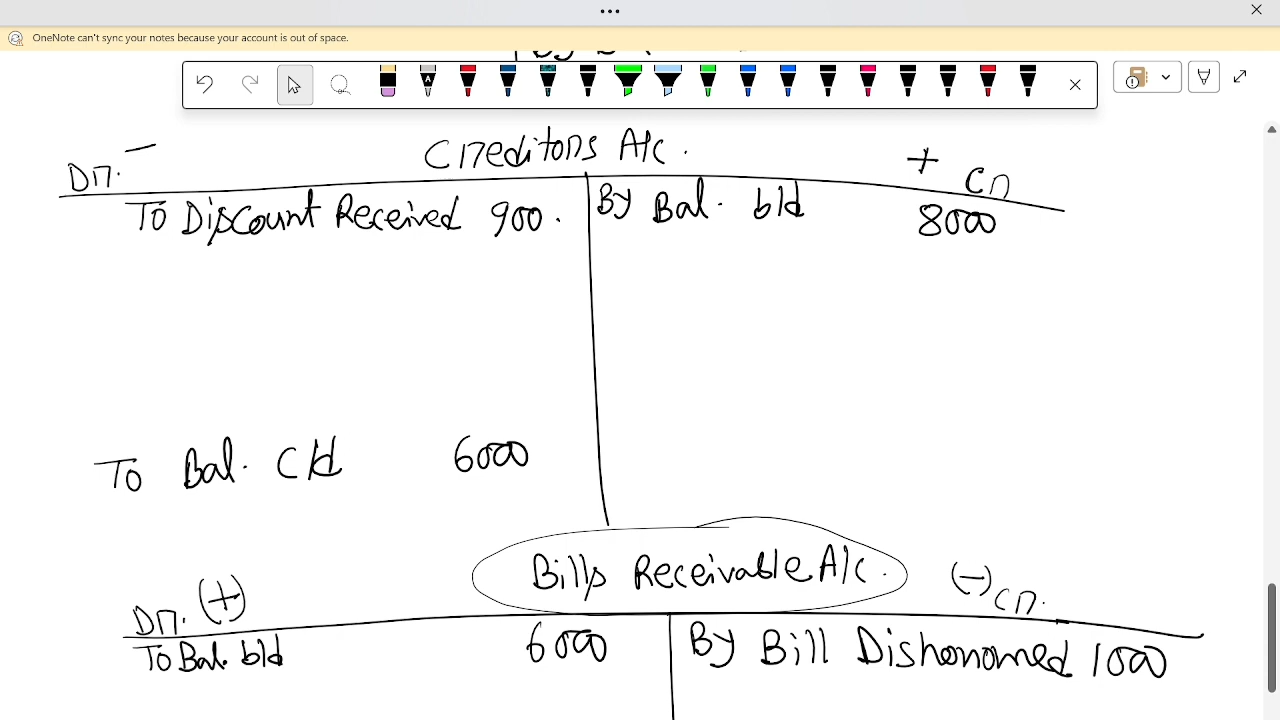 OneNote can't sync your notes because your account is out of space.
Creditors A/c.
Dr. - + Cr
To Discount Received 900. By Bal. b/d 8000
To Bal. c/d 6000
Bills Receivable A/c.
Dr. (+) (-) Cr.
To Bal. b/d 6000 By Bill Dishonomed 1000